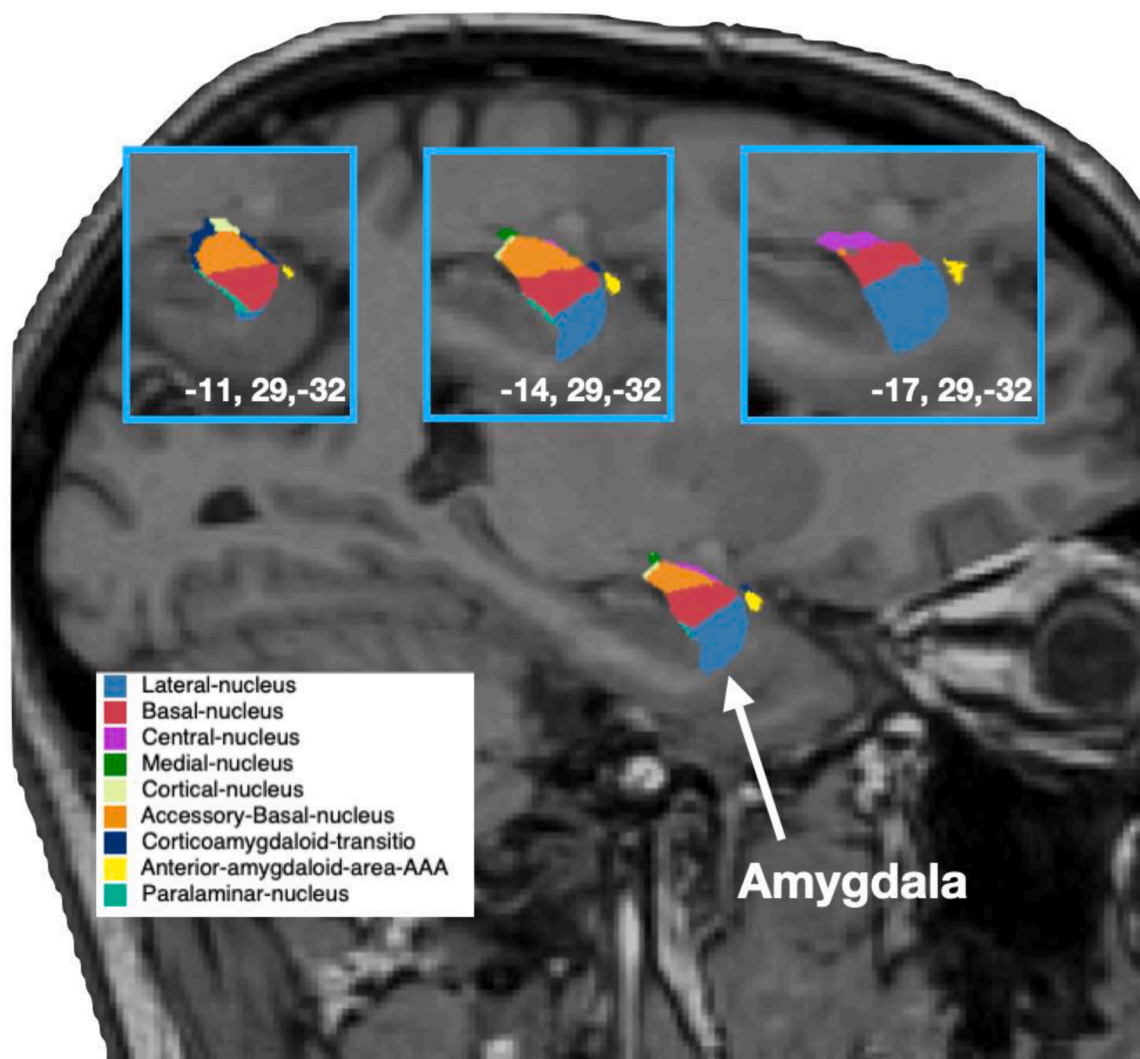 -11, 29,-32
-14, 29,-32
-17, 29,-32
Lateral-nucleus
Basal-nucleus
Central-nucleus
Medial-nucleus
Cortical-nucleus
Accessory-Basal-nucleus
Corticoamygdaloid-transitio
Anterior-amygdaloid-area-AAA
Paralaminar-nucleus
Amygdala